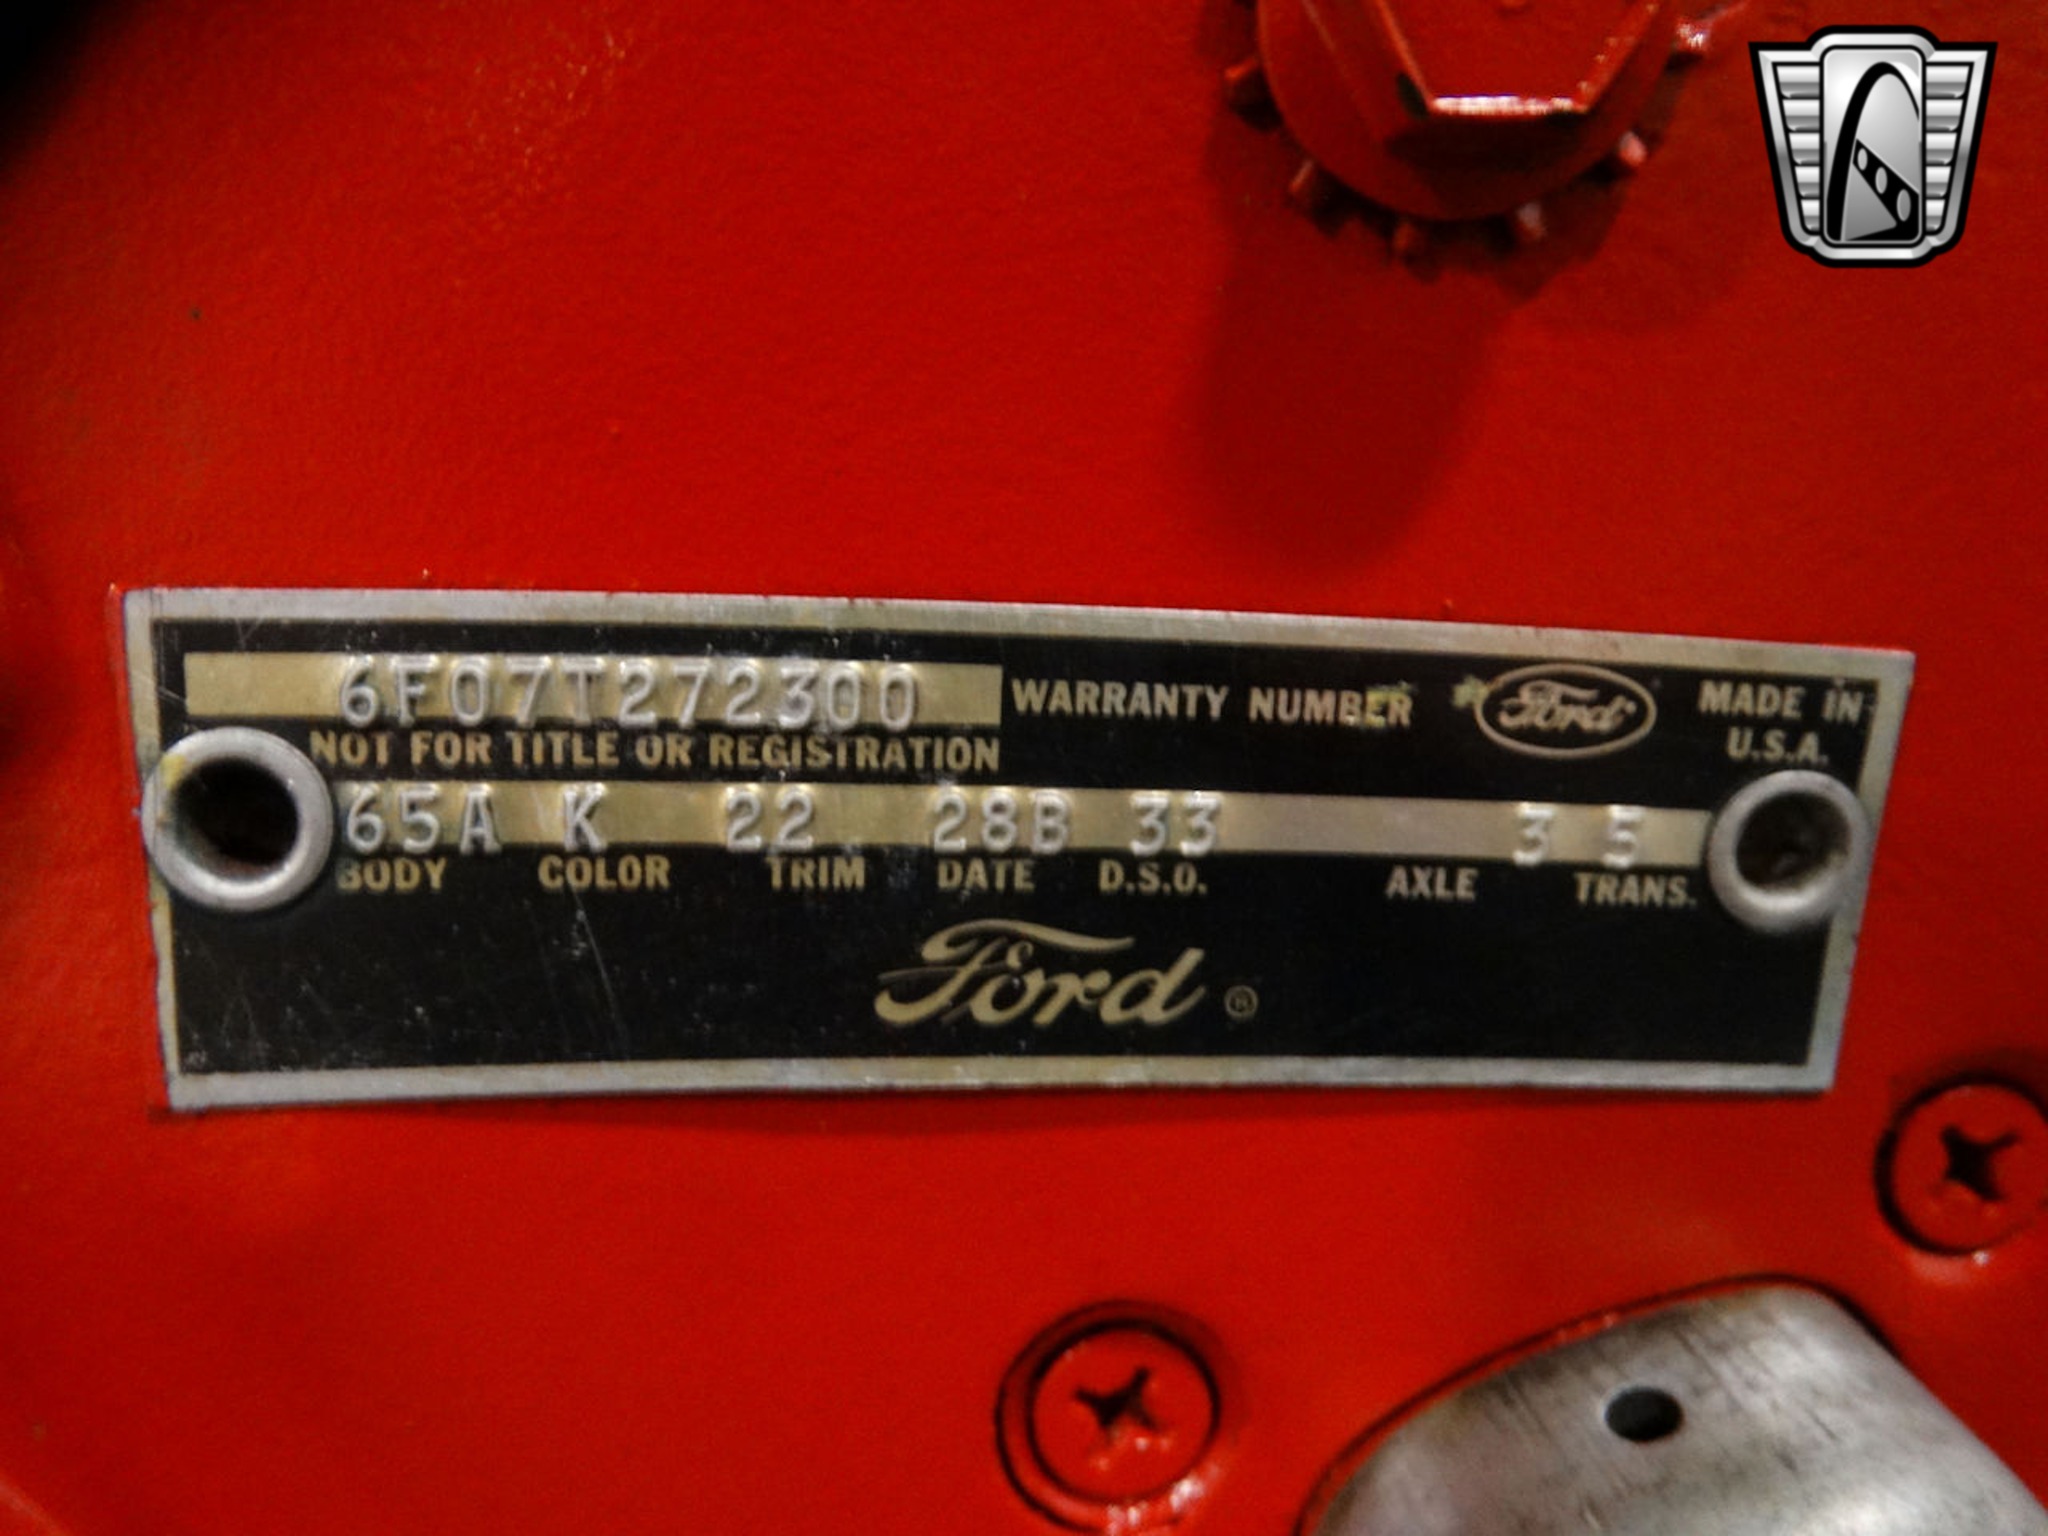 6F07T272300 WARRANTY NUMBER Ford MADE IN
U.S.A.
NOT FOR TITLE OR REGISTRATION
65A K 22 28B 33 3 5
BODY COLOR TRIM DATE D.S.O. AXLE TRANS.
Ford ®